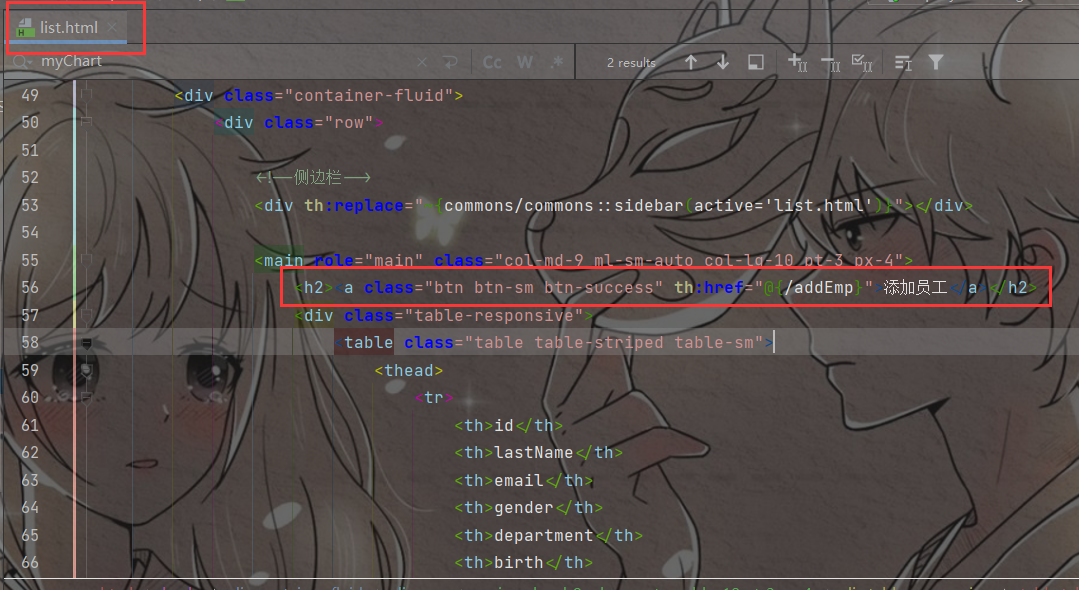 list.html
myChart
Cc W .* 2 results
49 <div class="container-fluid">
50 <div class="row">
51
52 <!--侧边栏-->
53 <div th:replace="~{commons/commons::sidebar(active='list.html')}"></div>
54
55 <main role="main" class="col-md-9 ml-sm-auto col-lg-10 pt-3 px-4">
56 <h2><a class="btn btn-sm btn-success" th:href="@{/addEmp}">添加员工</a></h2>
57 <div class="table-responsive">
58 <table class="table table-striped table-sm">
59 <thead>
60 <tr>
61 <th>id</th>
62 <th>lastName</th>
63 <th>email</th>
64 <th>gender</th>
65 <th>department</th>
66 <th>birth</th>